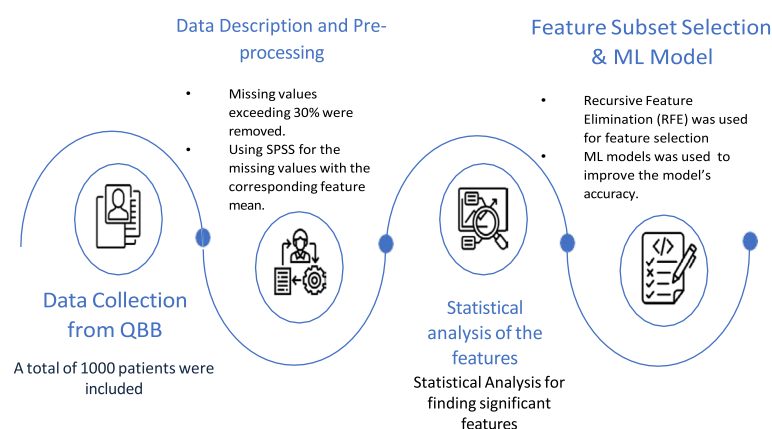 Data Collection
from QBB
A total of 1000 patients were
included
Data Description and Pre-
processing
• Missing values
exceeding 30% were
removed.
• Using SPSS for the
missing values with the
corresponding feature
mean.
Statistical
analysis of the
features
Statistical Analysis for
finding significant
features
Feature Subset Selection
& ML Model
• Recursive Feature
Elimination (RFE) was used
for feature selection
• ML models was used to
improve the model's
accuracy.